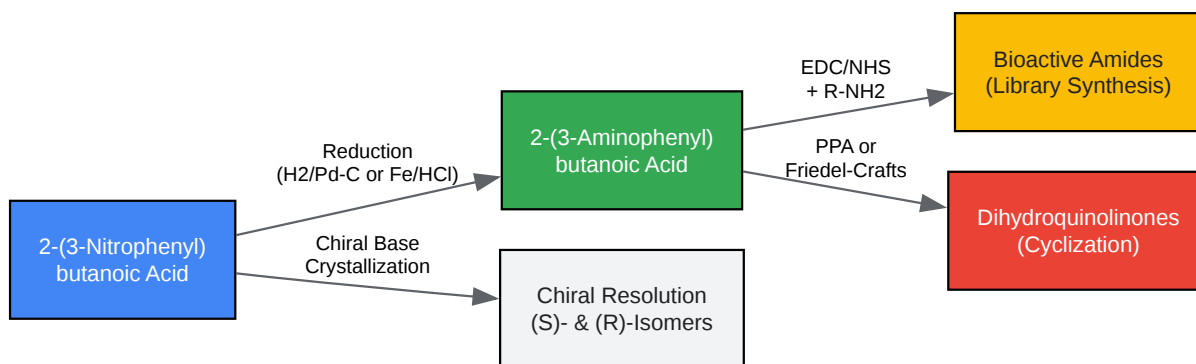 2-(3-Nitrophenyl)
butanoic Acid
Reduction
(H2/Pd-C or Fe/HCl)
Chiral Base
Crystallization
2-(3-Aminophenyl)
butanoic Acid
Chiral Resolution
(S)- & (R)-Isomers
EDC/NHS
+ R-NH2
PPA or
Friedel-Crafts
Bioactive Amides
(Library Synthesis)
Dihydroquinolinones
(Cyclization)